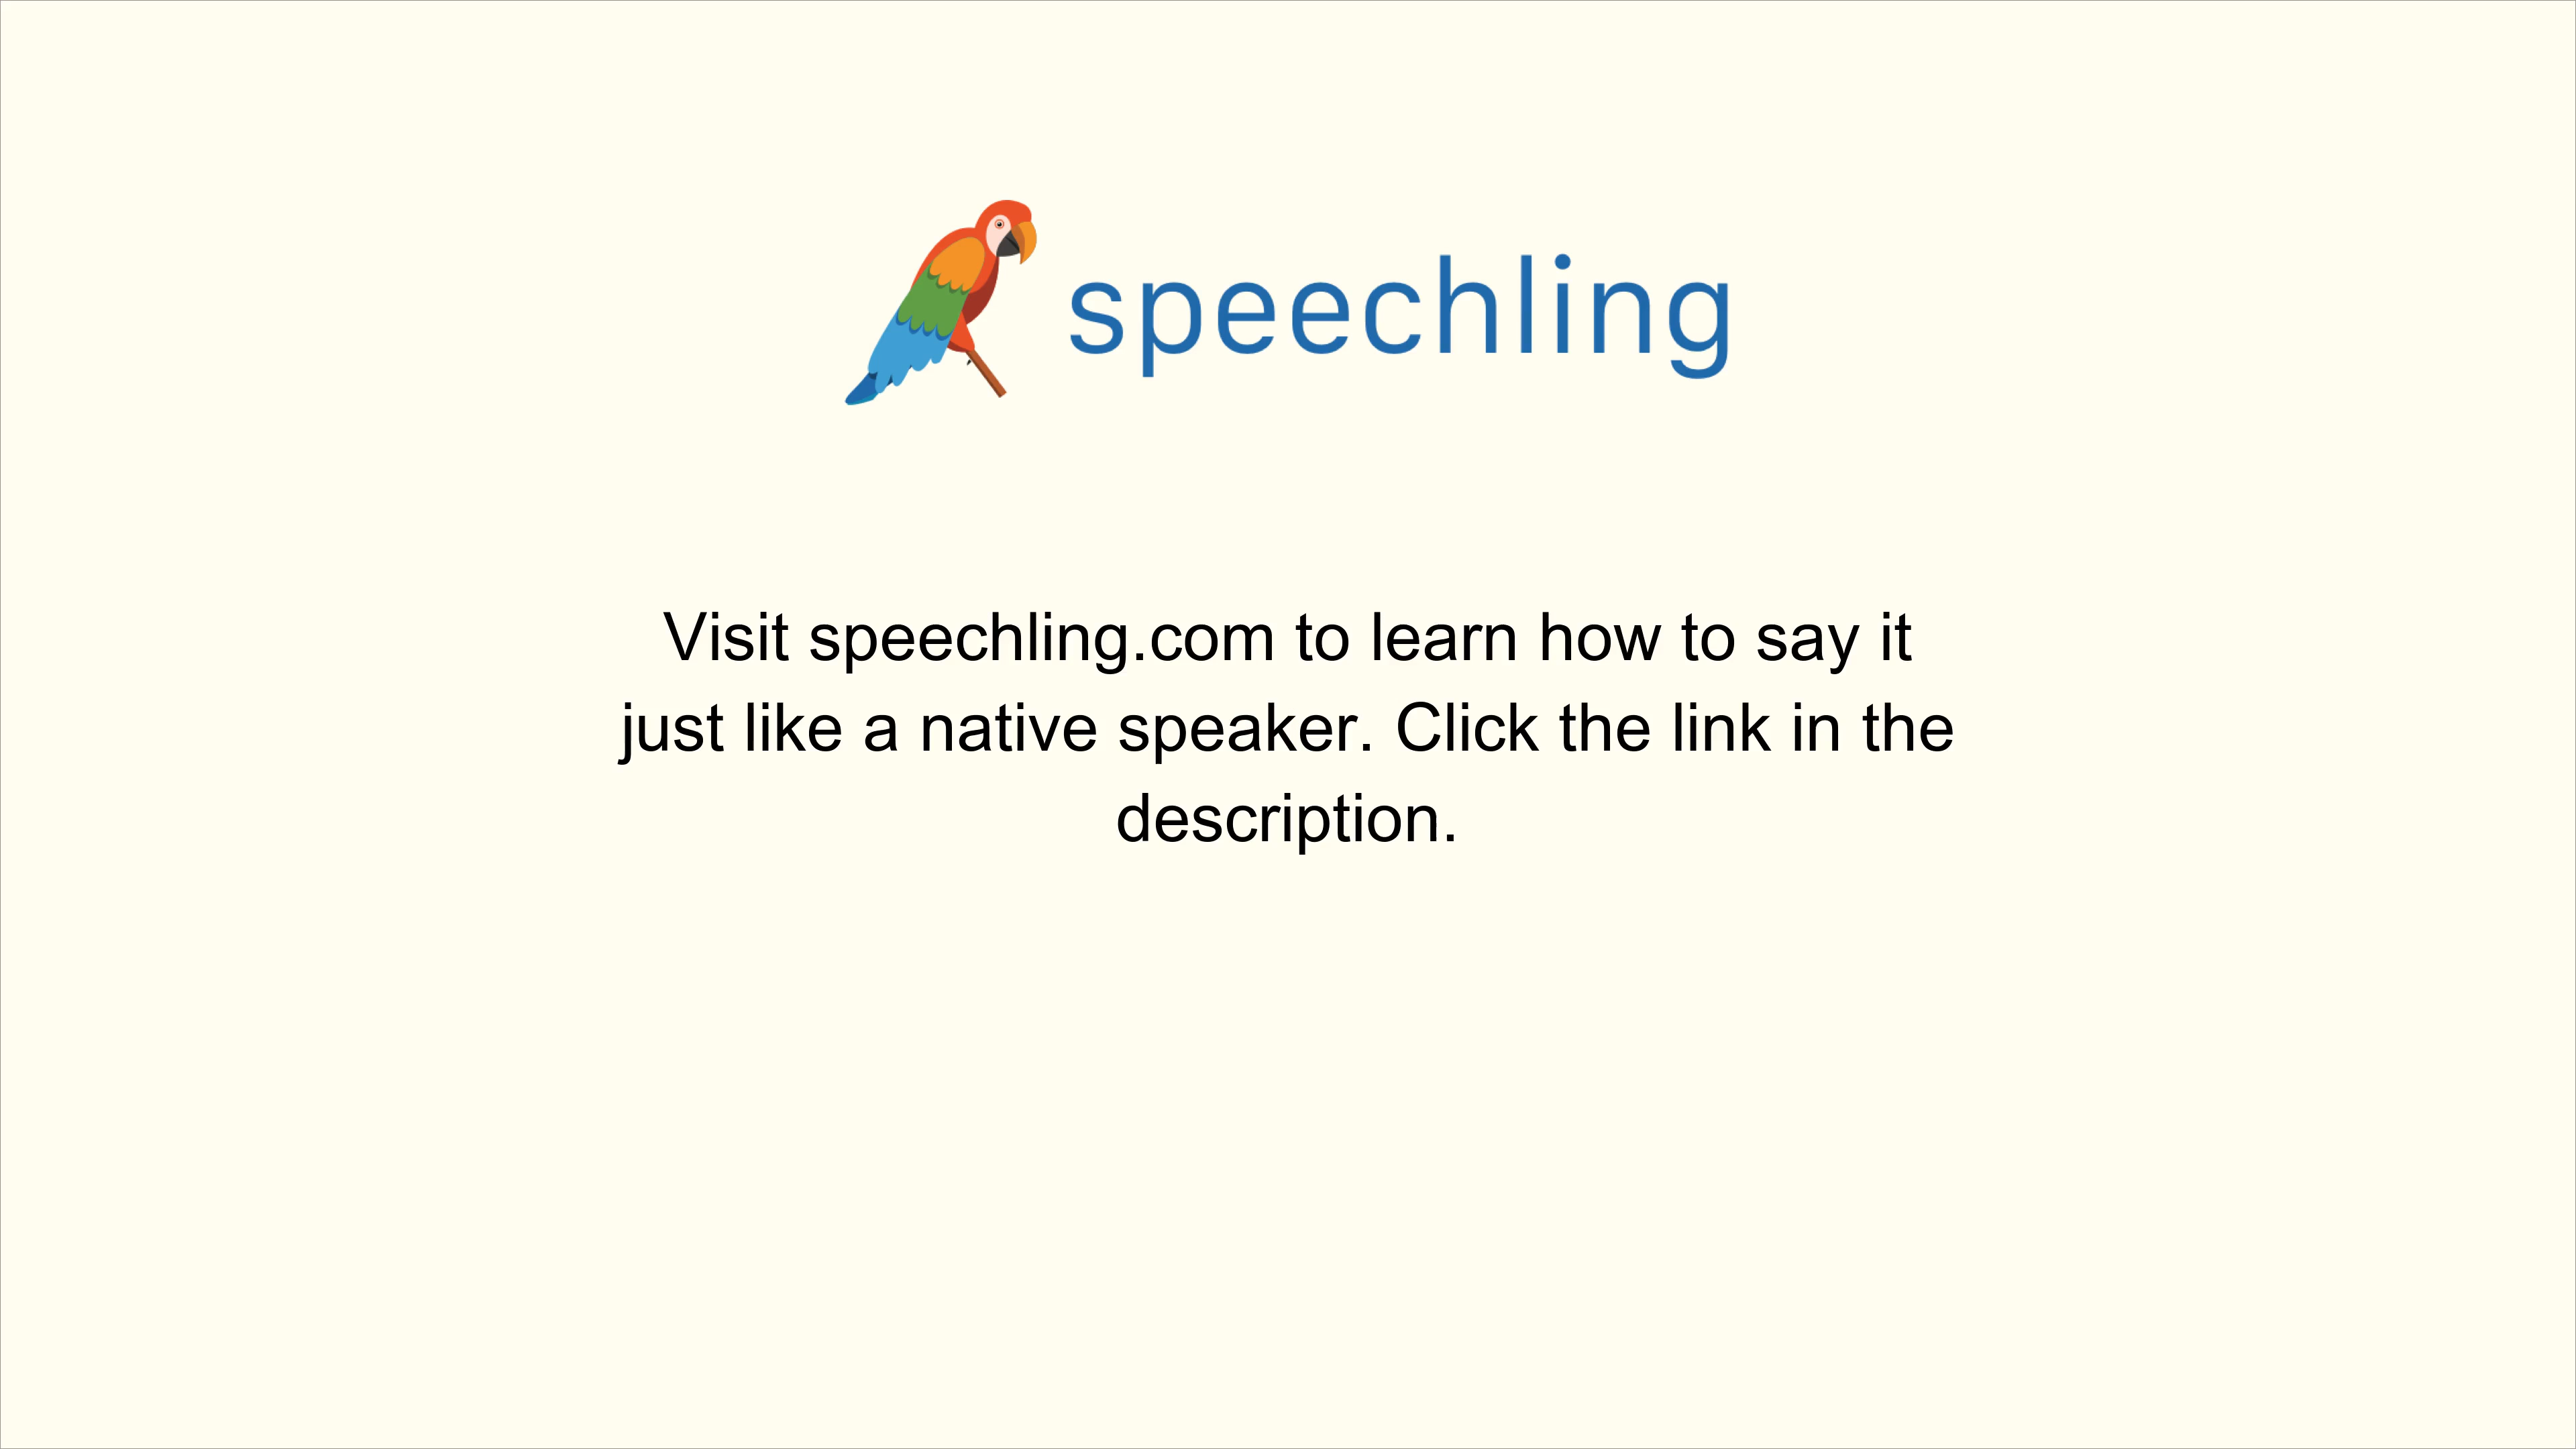 speechling
Visit speechling.com to learn how to say it
just like a native speaker. Click the link in the
description.